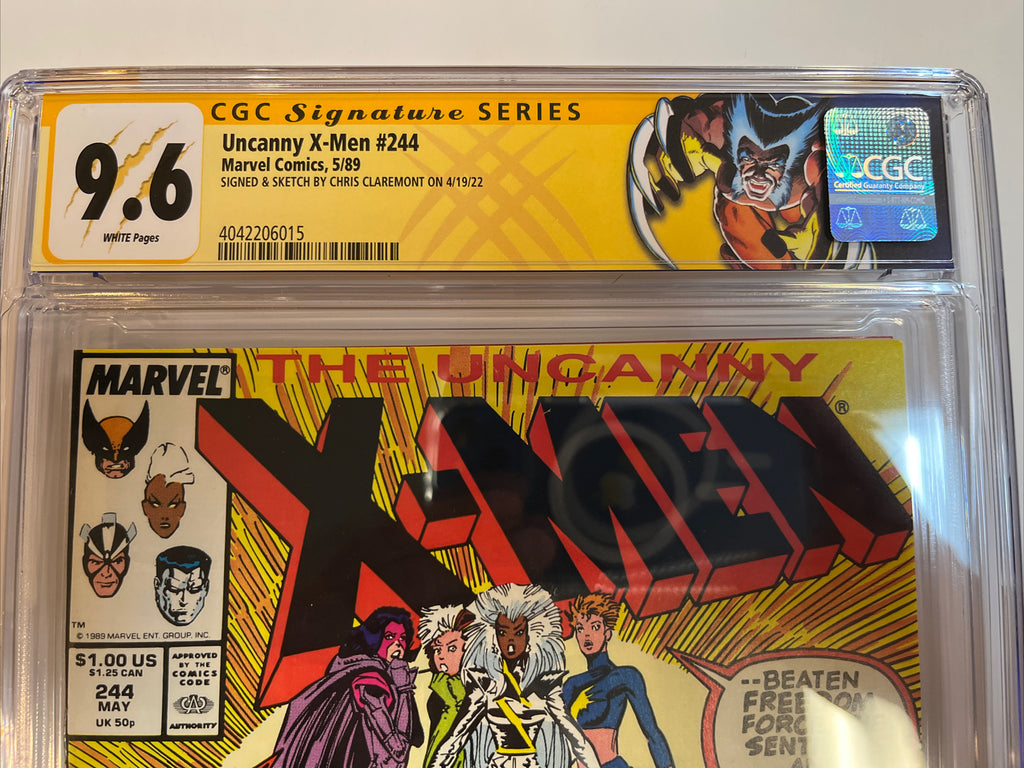 CGC Signature SERIES
9.6
WHITE Pages
Uncanny X-Men #244
Marvel Comics, 5/89
SIGNED & SKETCH BY CHRIS CLAREMONT ON 4/19/22
4042206015
CGC
Certified Guaranty Company
MARVEL®
THE UNCANNY
X-MEN®
TM
© 1989 MARVEL ENT. GROUP, INC.
$1.00 US
$1.25 CAN
244
MAY
UK 50p
APPROVED
BY THE
COMICS
CODE
AUTHORITY
--BEATEN
FREEDOM